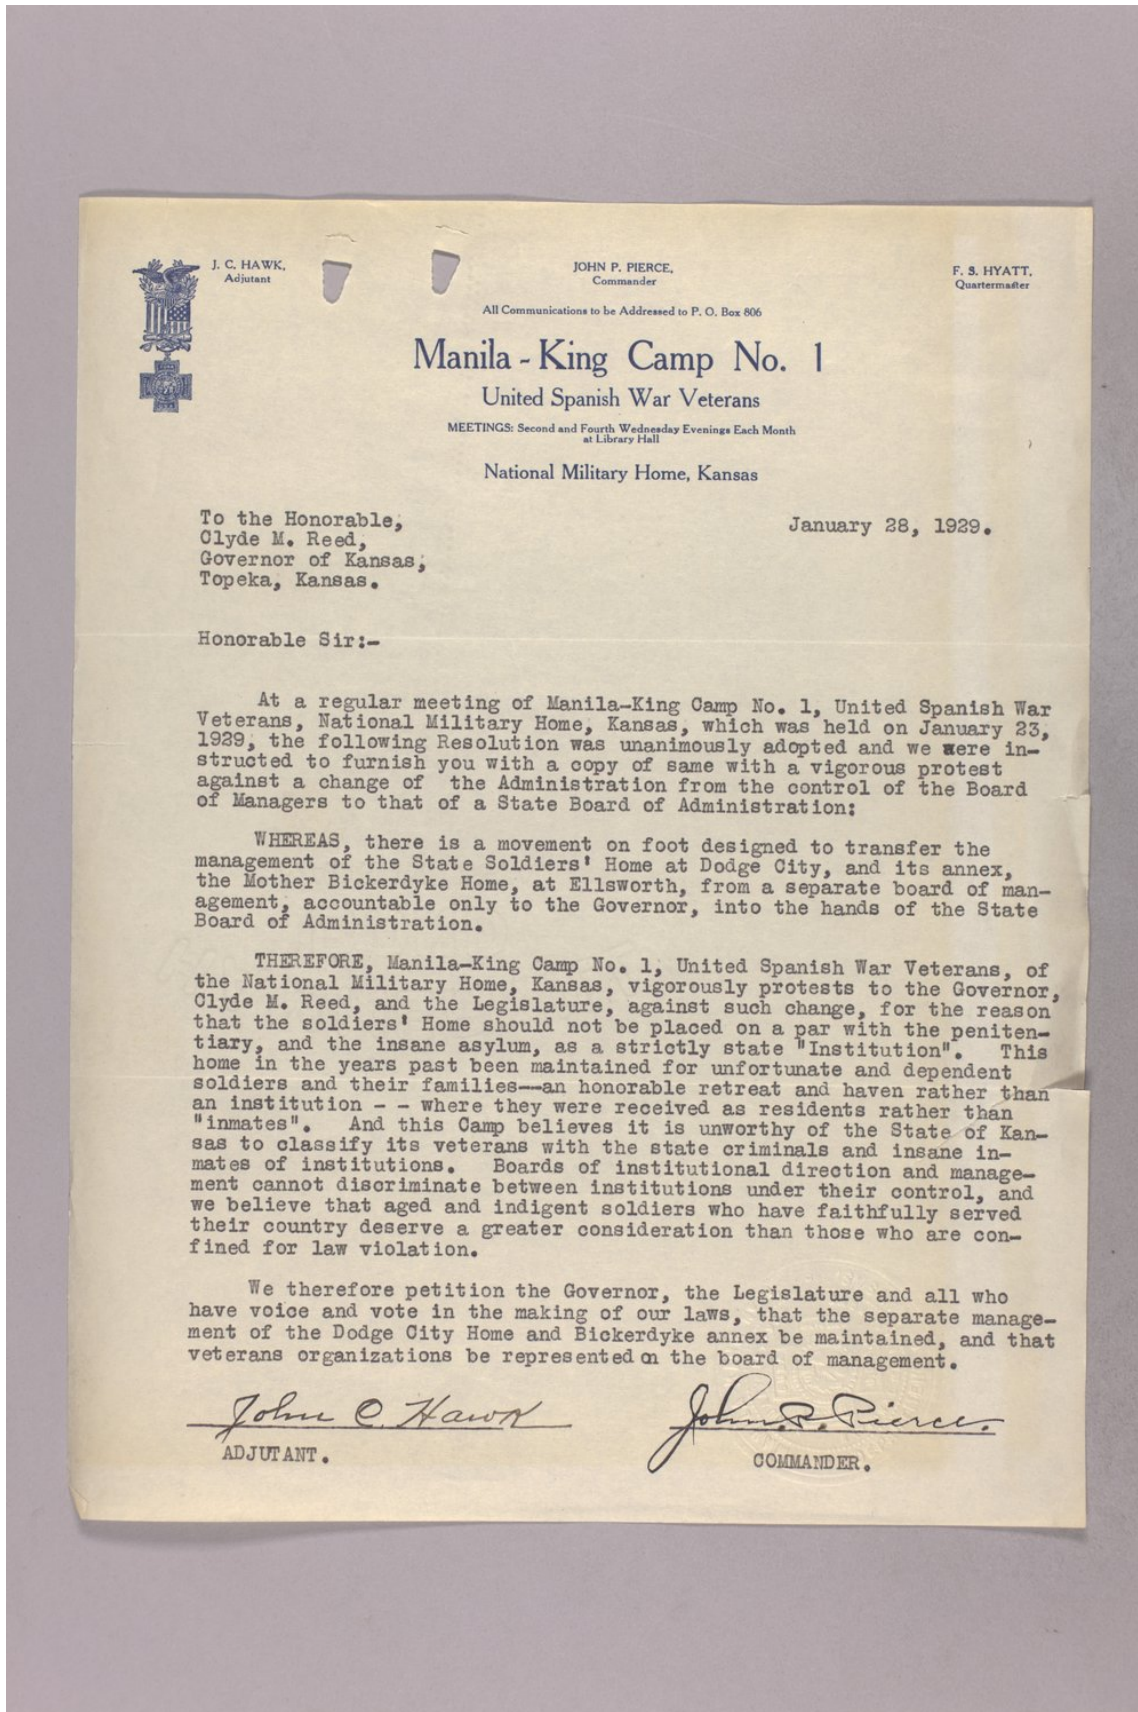 J. C. HAWK,
Adjutant
JOHN P. PIERCE,
Commander
F. S. HYATT,
Quartermaster
All Communications to be Addressed to P. O. Box 806
Manila - King Camp No. 1
United Spanish War Veterans
MEETINGS: Second and Fourth Wednesday Evenings Each Month
at Library Hall
National Military Home, Kansas
To the Honorable,
Clyde M. Reed,
Governor of Kansas,
Topeka, Kansas.
January 28, 1929.
Honorable Sir:-
At a regular meeting of Manila-King Camp No. 1, United Spanish War
Veterans, National Military Home, Kansas, which was held on January 23,
1929, the following Resolution was unanimously adopted and we were in-
structed to furnish you with a copy of same with a vigorous protest
against a change of the Administration from the control of the Board
of Managers to that of a State Board of Administration:
WHEREAS, there is a movement on foot designed to transfer the
management of the State Soldiers' Home at Dodge City, and its annex,
the Mother Bickerdyke Home, at Ellsworth, from a separate board of man-
agement, accountable only to the Governor, into the hands of the State
Board of Administration.
THEREFORE, Manila-King Camp No. 1, United Spanish War Veterans, of
the National Military Home, Kansas, vigorously protests to the Governor,
Clyde M. Reed, and the Legislature, against such change, for the reason
that the soldiers' Home should not be placed on a par with the peniten-
tiary, and the insane asylum, as a strictly state "Institution". This
home in the years past been maintained for unfortunate and dependent
soldiers and their families--an honorable retreat and haven rather than
an institution - - where they were received as residents rather than
"inmates". And this Camp believes it is unworthy of the State of Kan-
sas to classify its veterans with the state criminals and insane in-
mates of institutions. Boards of institutional direction and manage-
ment cannot discriminate between institutions under their control, and
we believe that aged and indigent soldiers who have faithfully served
their country deserve a greater consideration than those who are con-
fined for law violation.
We therefore petition the Governor, the Legislature and all who
have voice and vote in the making of our laws, that the separate manage-
ment of the Dodge City Home and Bickerdyke annex be maintained, and that
veterans organizations be represented on the board of management.
John C. Hawk
ADJUTANT.
John P. Pierce.
COMMANDER.